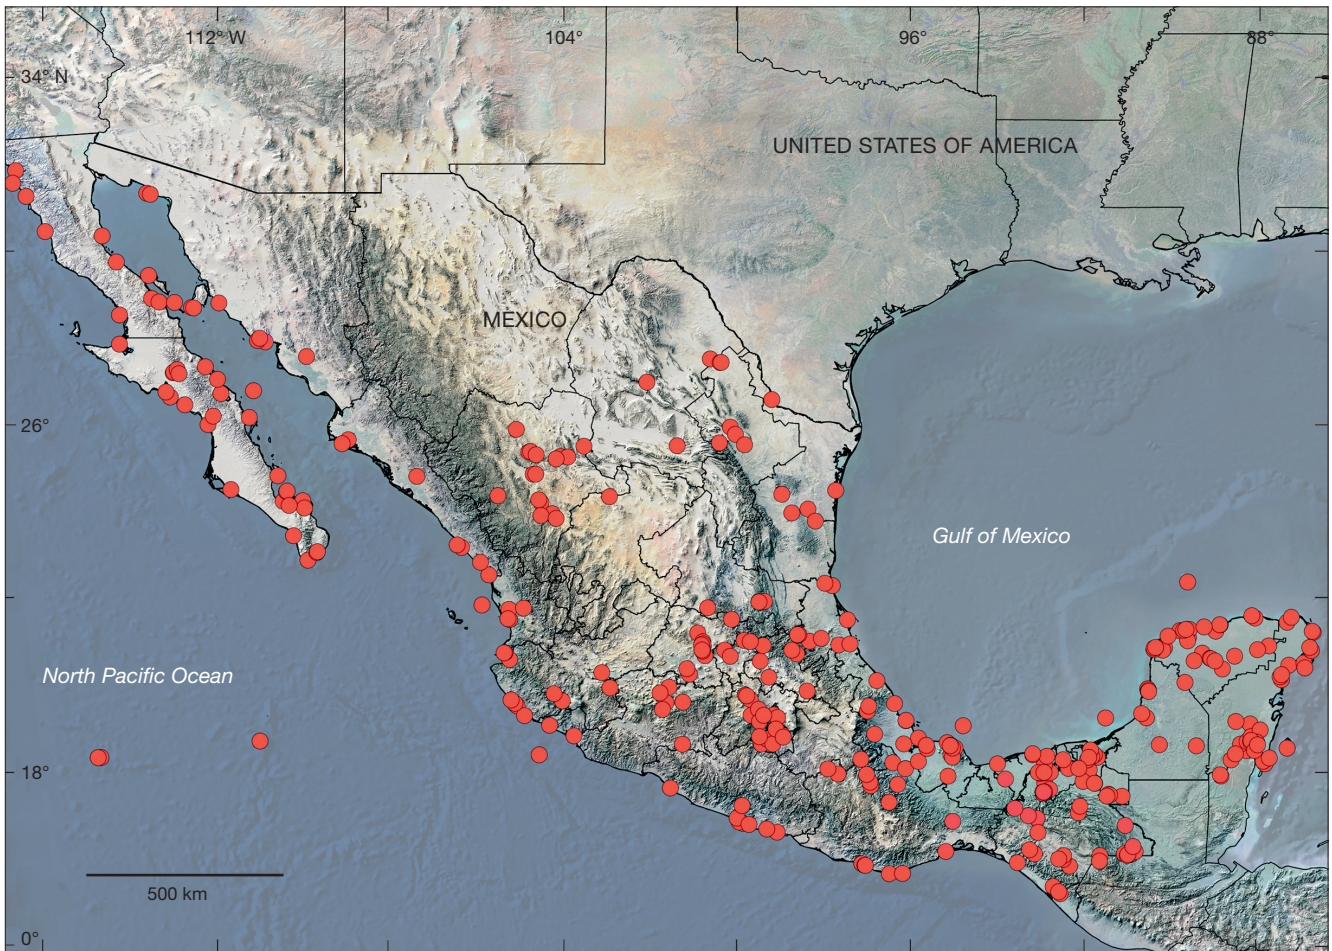 112° W
104°
96°
88°
34° N
UNITED STATES OF AMERICA
MÉXICO
26°
Gulf of Mexico
North Pacific Ocean
18°
500 km
0°